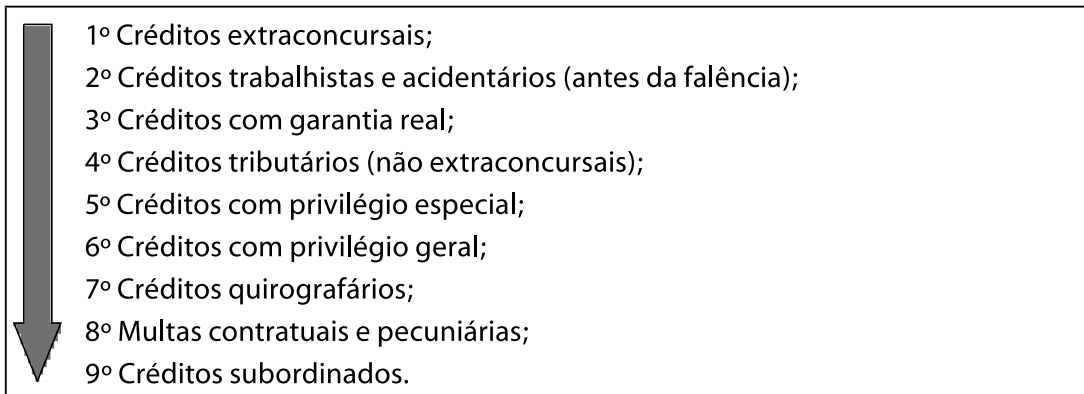 1º Créditos extraconcursais;
2º Créditos trabalhistas e acidentários (antes da falência);
3º Créditos com garantia real;
4º Créditos tributários (não extraconcursais);
5º Créditos com privilégio especial;
6º Créditos com privilégio geral;
7º Créditos quirografários;
8º Multas contratuais e pecuniárias;
9º Créditos subordinados.